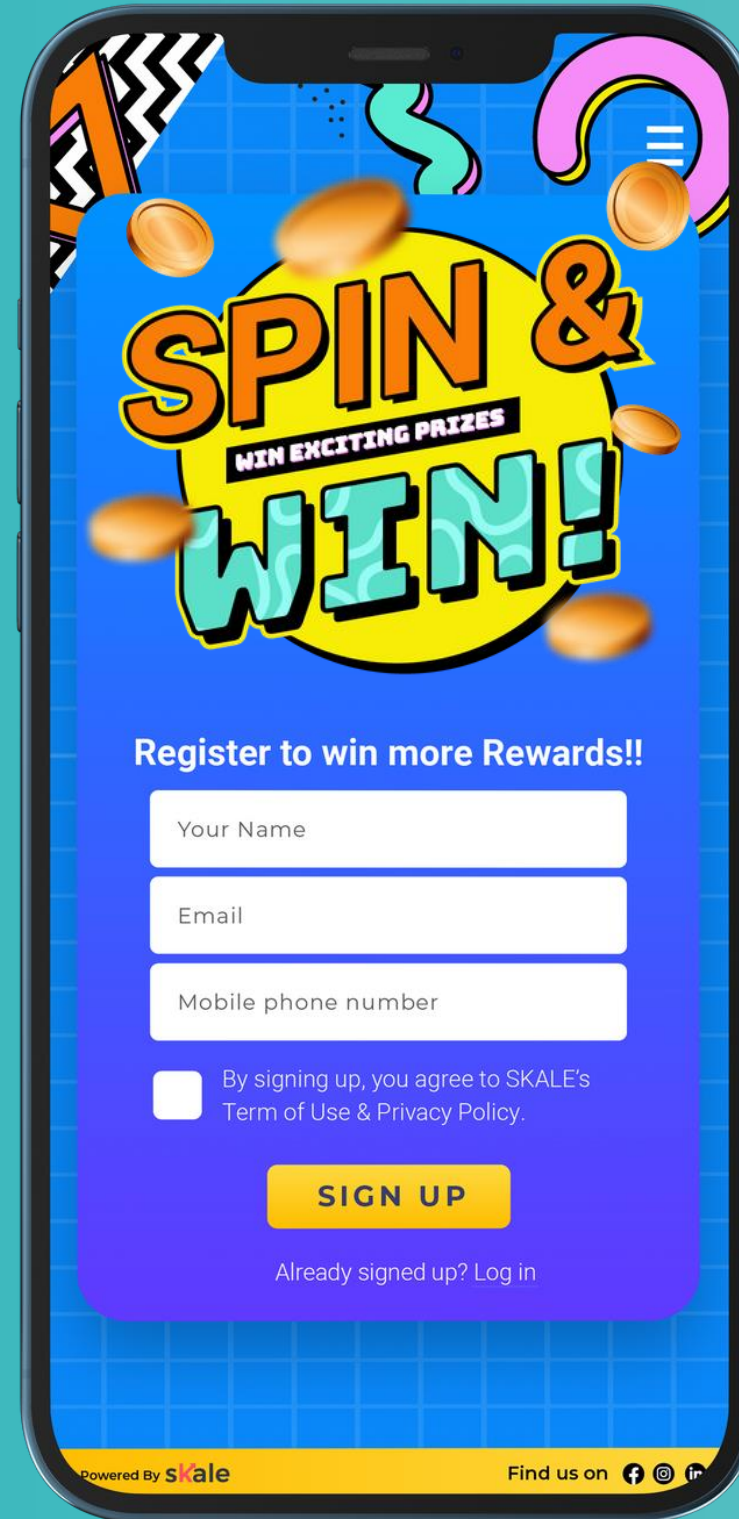 SPIN &
WIN EXCITING PRIZES
WIN!
Register to win more Rewards!!
Your Name
Email
Mobile phone number
By signing up, you agree to SKALE’s
Term of Use & Privacy Policy.
SIGN UP
Already signed up? Log in
Powered By skale
Find us on